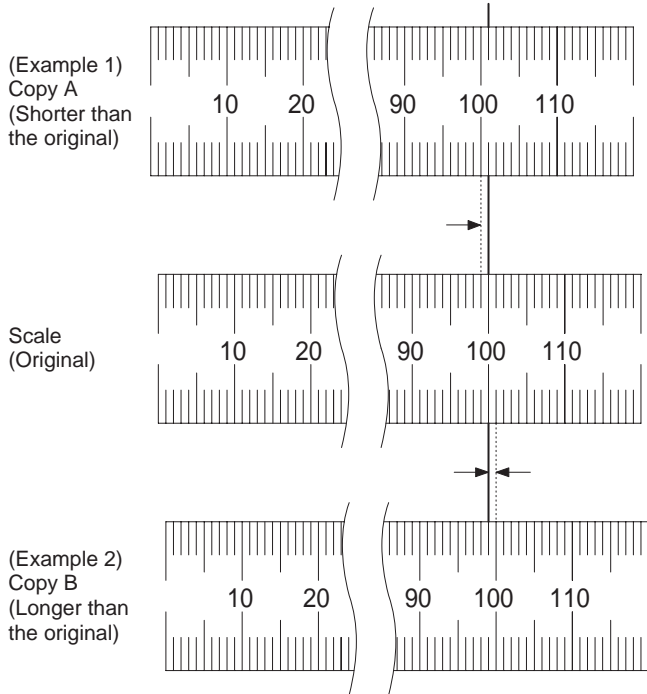 (Example 1)
Copy A
(Shorter than
the original)
10 20 90 100 110
Scale
(Original)
10 20 90 100 110
(Example 2)
Copy B
(Longer than
the original)
10 20 90 100 110